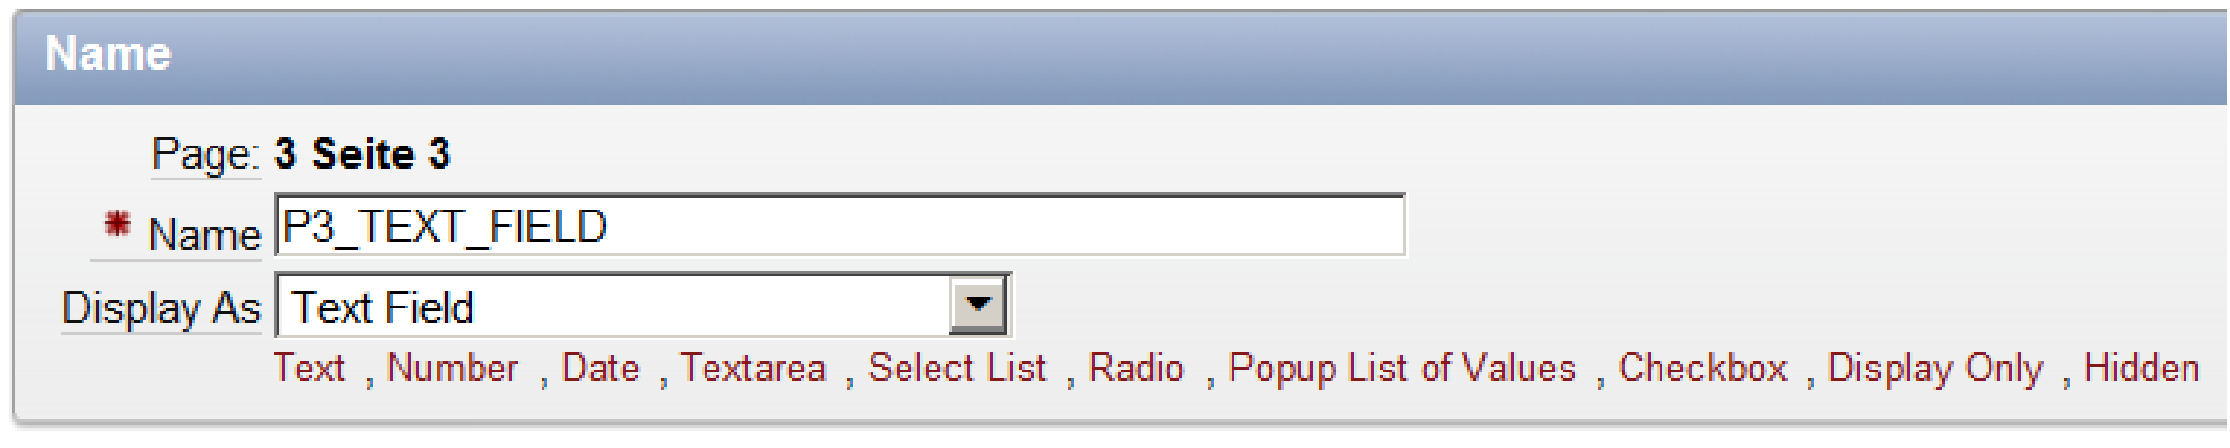 Name
Page: 3 Seite 3
* Name P3_TEXT_FIELD
Display As Text Field
Text , Number , Date , Textarea , Select List , Radio , Popup List of Values , Checkbox , Display Only , Hidden